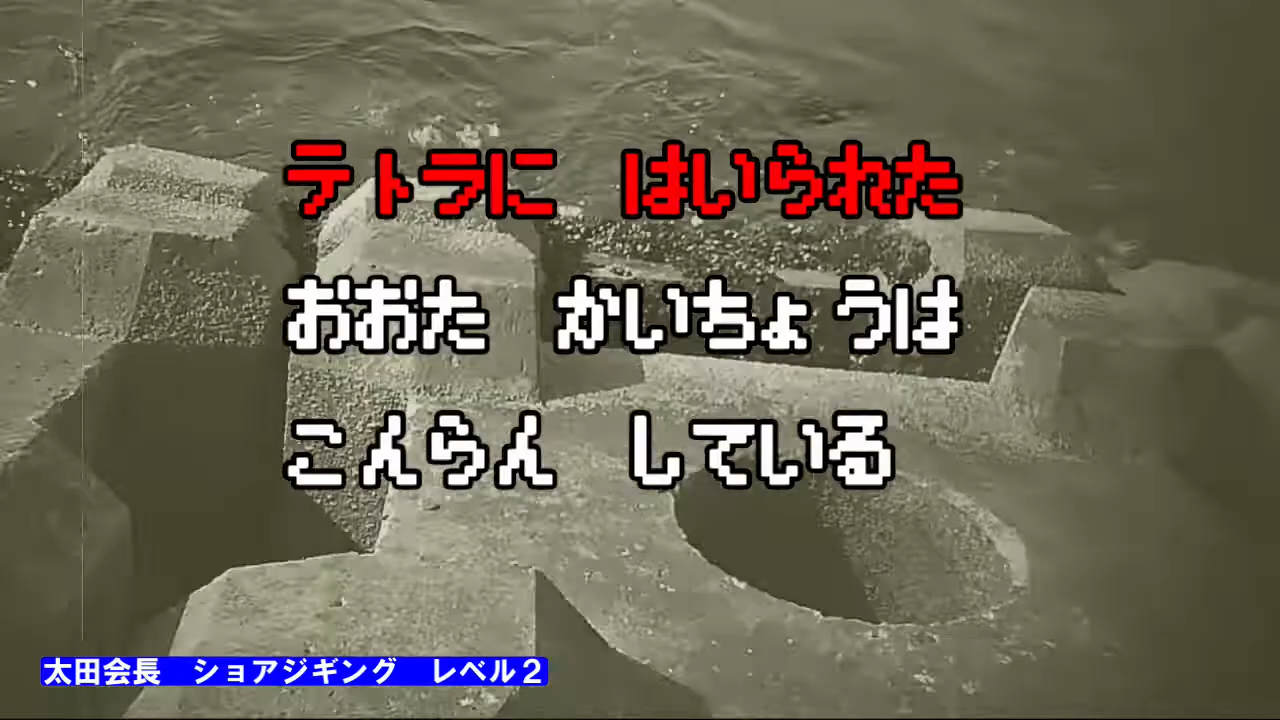 テトラに　はいられた
おおた　かいちょうは
こんらん　している
太田会長　ショアジギング　レベル２